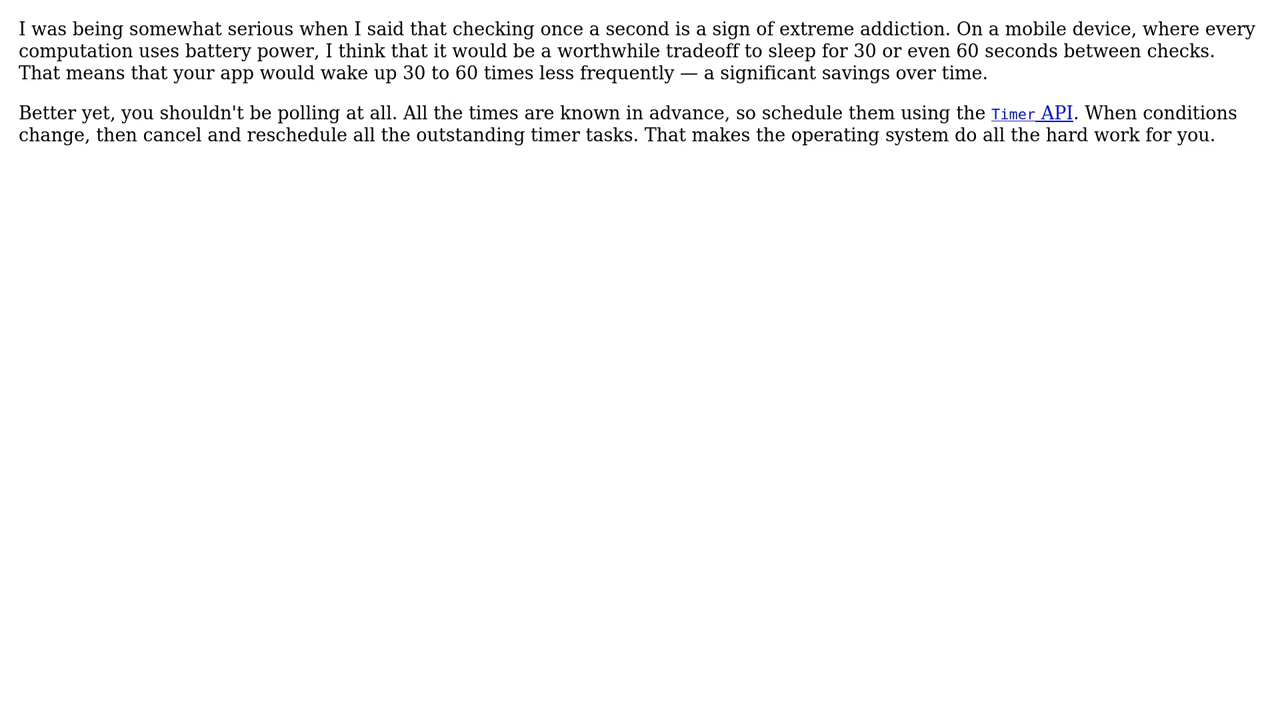 I was being somewhat serious when I said that checking once a second is a sign of extreme addiction. On a mobile device, where every
computation uses battery power, I think that it would be a worthwhile tradeoff to sleep for 30 or even 60 seconds between checks.
That means that your app would wake up 30 to 60 times less frequently — a significant savings over time.
Better yet, you shouldn't be polling at all. All the times are known in advance, so schedule them using the Timer API. When conditions
change, then cancel and reschedule all the outstanding timer tasks. That makes the operating system do all the hard work for you.